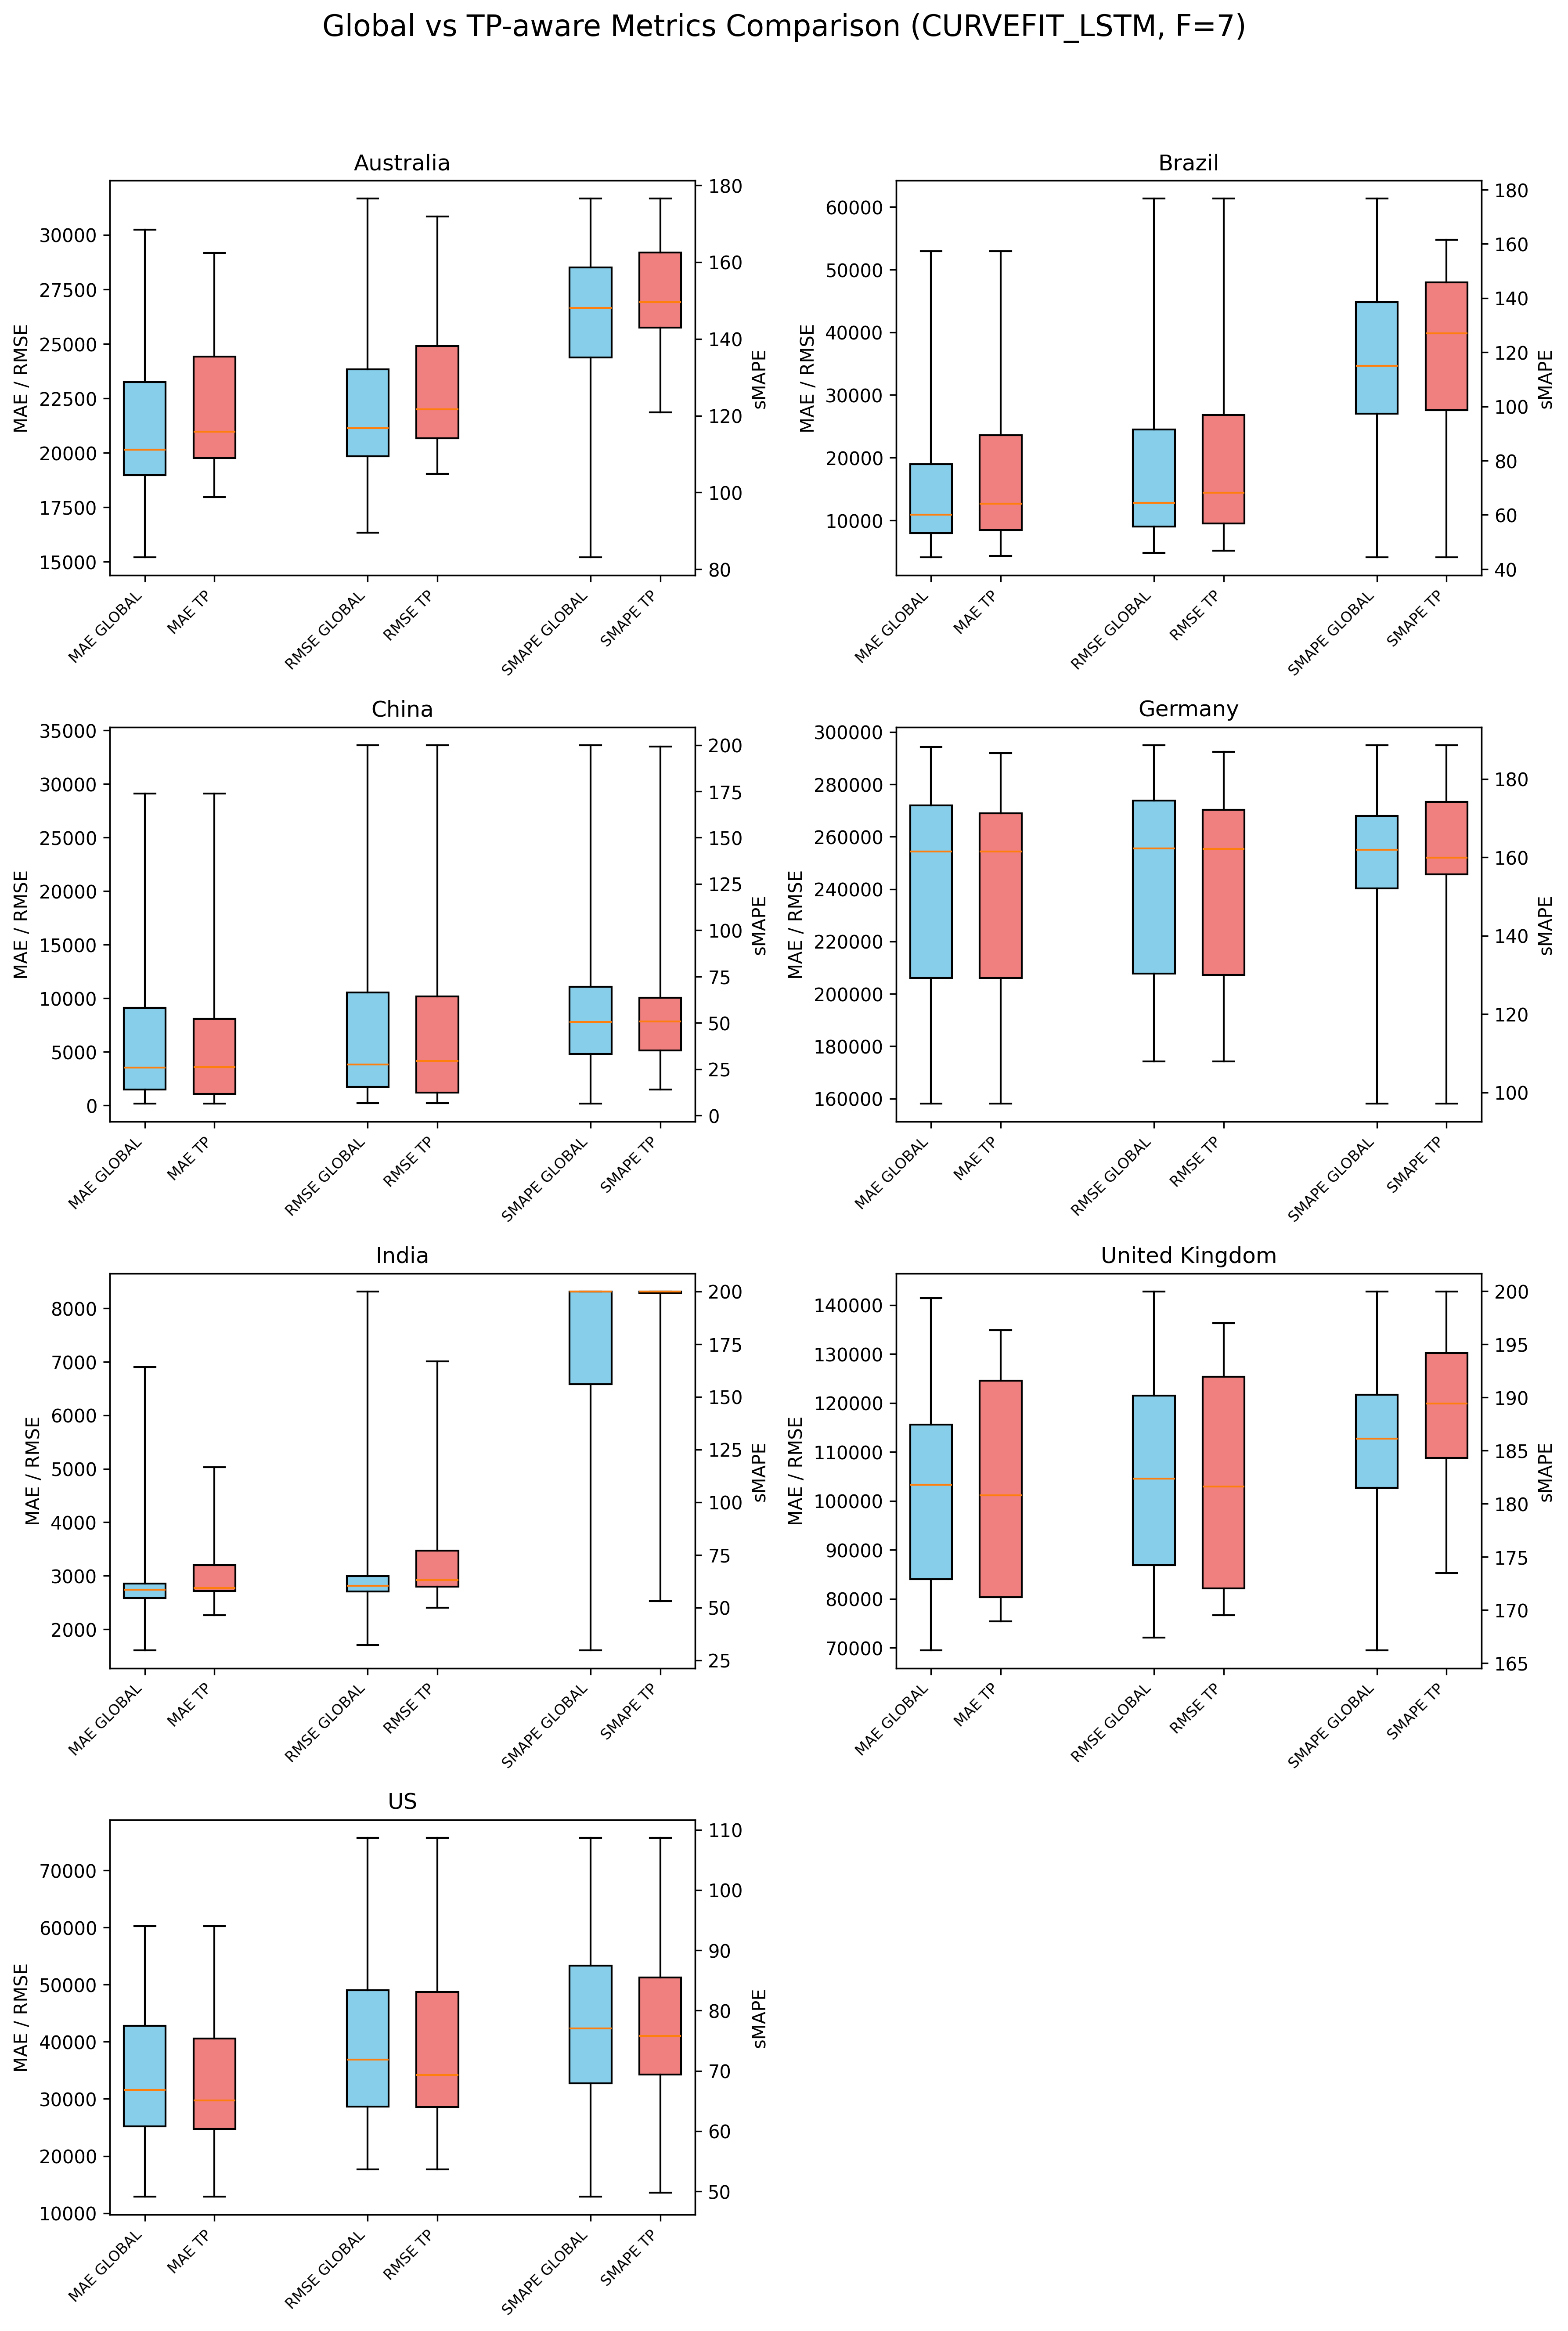 Global vs TP-aware Metrics Comparison (CURVEFIT_LSTM, F=7)
Australia
MAE / RMSE
30000
27500
25000
22500
20000
17500
15000
180
160
140
120
100
80
sMAPE
MAE GLOBAL
MAE TP
RMSE GLOBAL
RMSE TP
SMAPE GLOBAL
SMAPE TP
Brazil
MAE / RMSE
60000
50000
40000
30000
20000
10000
180
160
140
120
100
80
60
40
sMAPE
MAE GLOBAL
MAE TP
RMSE GLOBAL
RMSE TP
SMAPE GLOBAL
SMAPE TP
China
MAE / RMSE
35000
30000
25000
20000
15000
10000
5000
0
200
175
150
125
100
75
50
25
0
sMAPE
MAE GLOBAL
MAE TP
RMSE GLOBAL
RMSE TP
SMAPE GLOBAL
SMAPE TP
Germany
MAE / RMSE
300000
280000
260000
240000
220000
200000
180000
160000
180
160
140
120
100
sMAPE
MAE GLOBAL
MAE TP
RMSE GLOBAL
RMSE TP
SMAPE GLOBAL
SMAPE TP
India
MAE / RMSE
8000
7000
6000
5000
4000
3000
2000
200
175
150
125
100
75
50
25
sMAPE
MAE GLOBAL
MAE TP
RMSE GLOBAL
RMSE TP
SMAPE GLOBAL
SMAPE TP
United Kingdom
MAE / RMSE
140000
130000
120000
110000
100000
90000
80000
70000
200
195
190
185
180
175
170
165
sMAPE
MAE GLOBAL
MAE TP
RMSE GLOBAL
RMSE TP
SMAPE GLOBAL
SMAPE TP
US
MAE / RMSE
70000
60000
50000
40000
30000
20000
10000
110
100
90
80
70
60
50
sMAPE
MAE GLOBAL
MAE TP
RMSE GLOBAL
RMSE TP
SMAPE GLOBAL
SMAPE TP